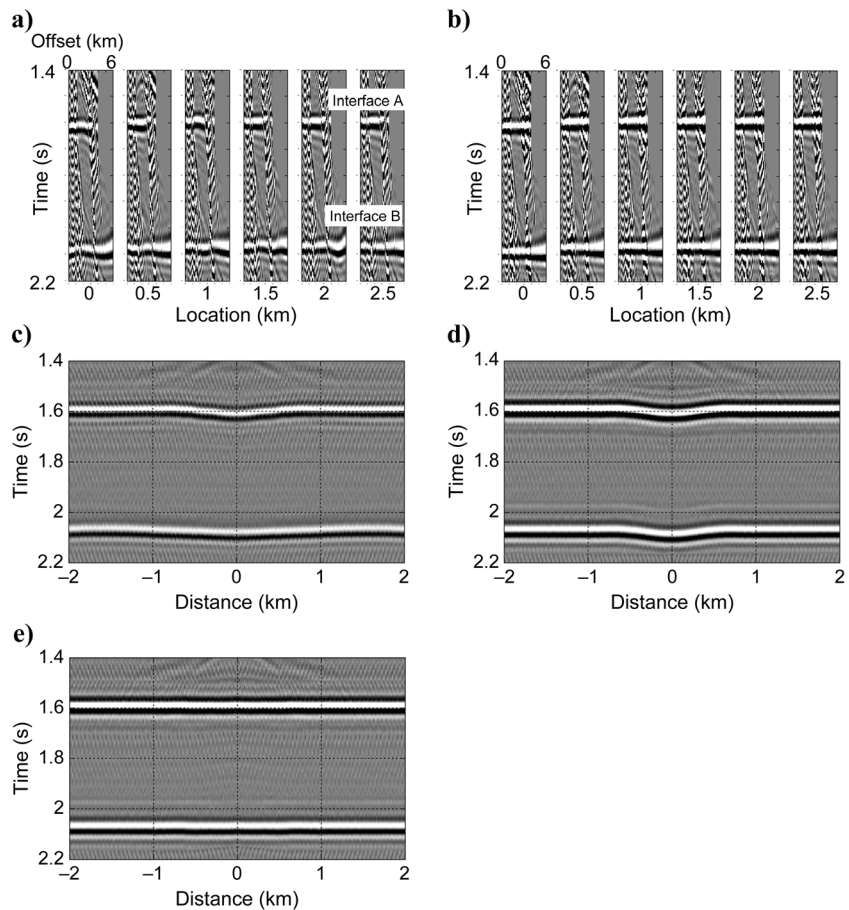 a)
Offset (km)
0 6
1.4
Interface A
Time (s)
Interface B
2.2
0 0.5 1 1.5 2 2.5
Location (km)
b)
0 6
1.4
Time (s)
2.2
0 0.5 1 1.5 2 2.5
Location (km)
c)
1.4
1.6
1.8
2
2.2
Time (s)
−2 −1 0 1 2
Distance (km)
d)
1.4
1.6
1.8
2
2.2
Time (s)
−2 −1 0 1 2
Distance (km)
e)
1.4
1.6
1.8
2
2.2
Time (s)
−2 −1 0 1 2
Distance (km)